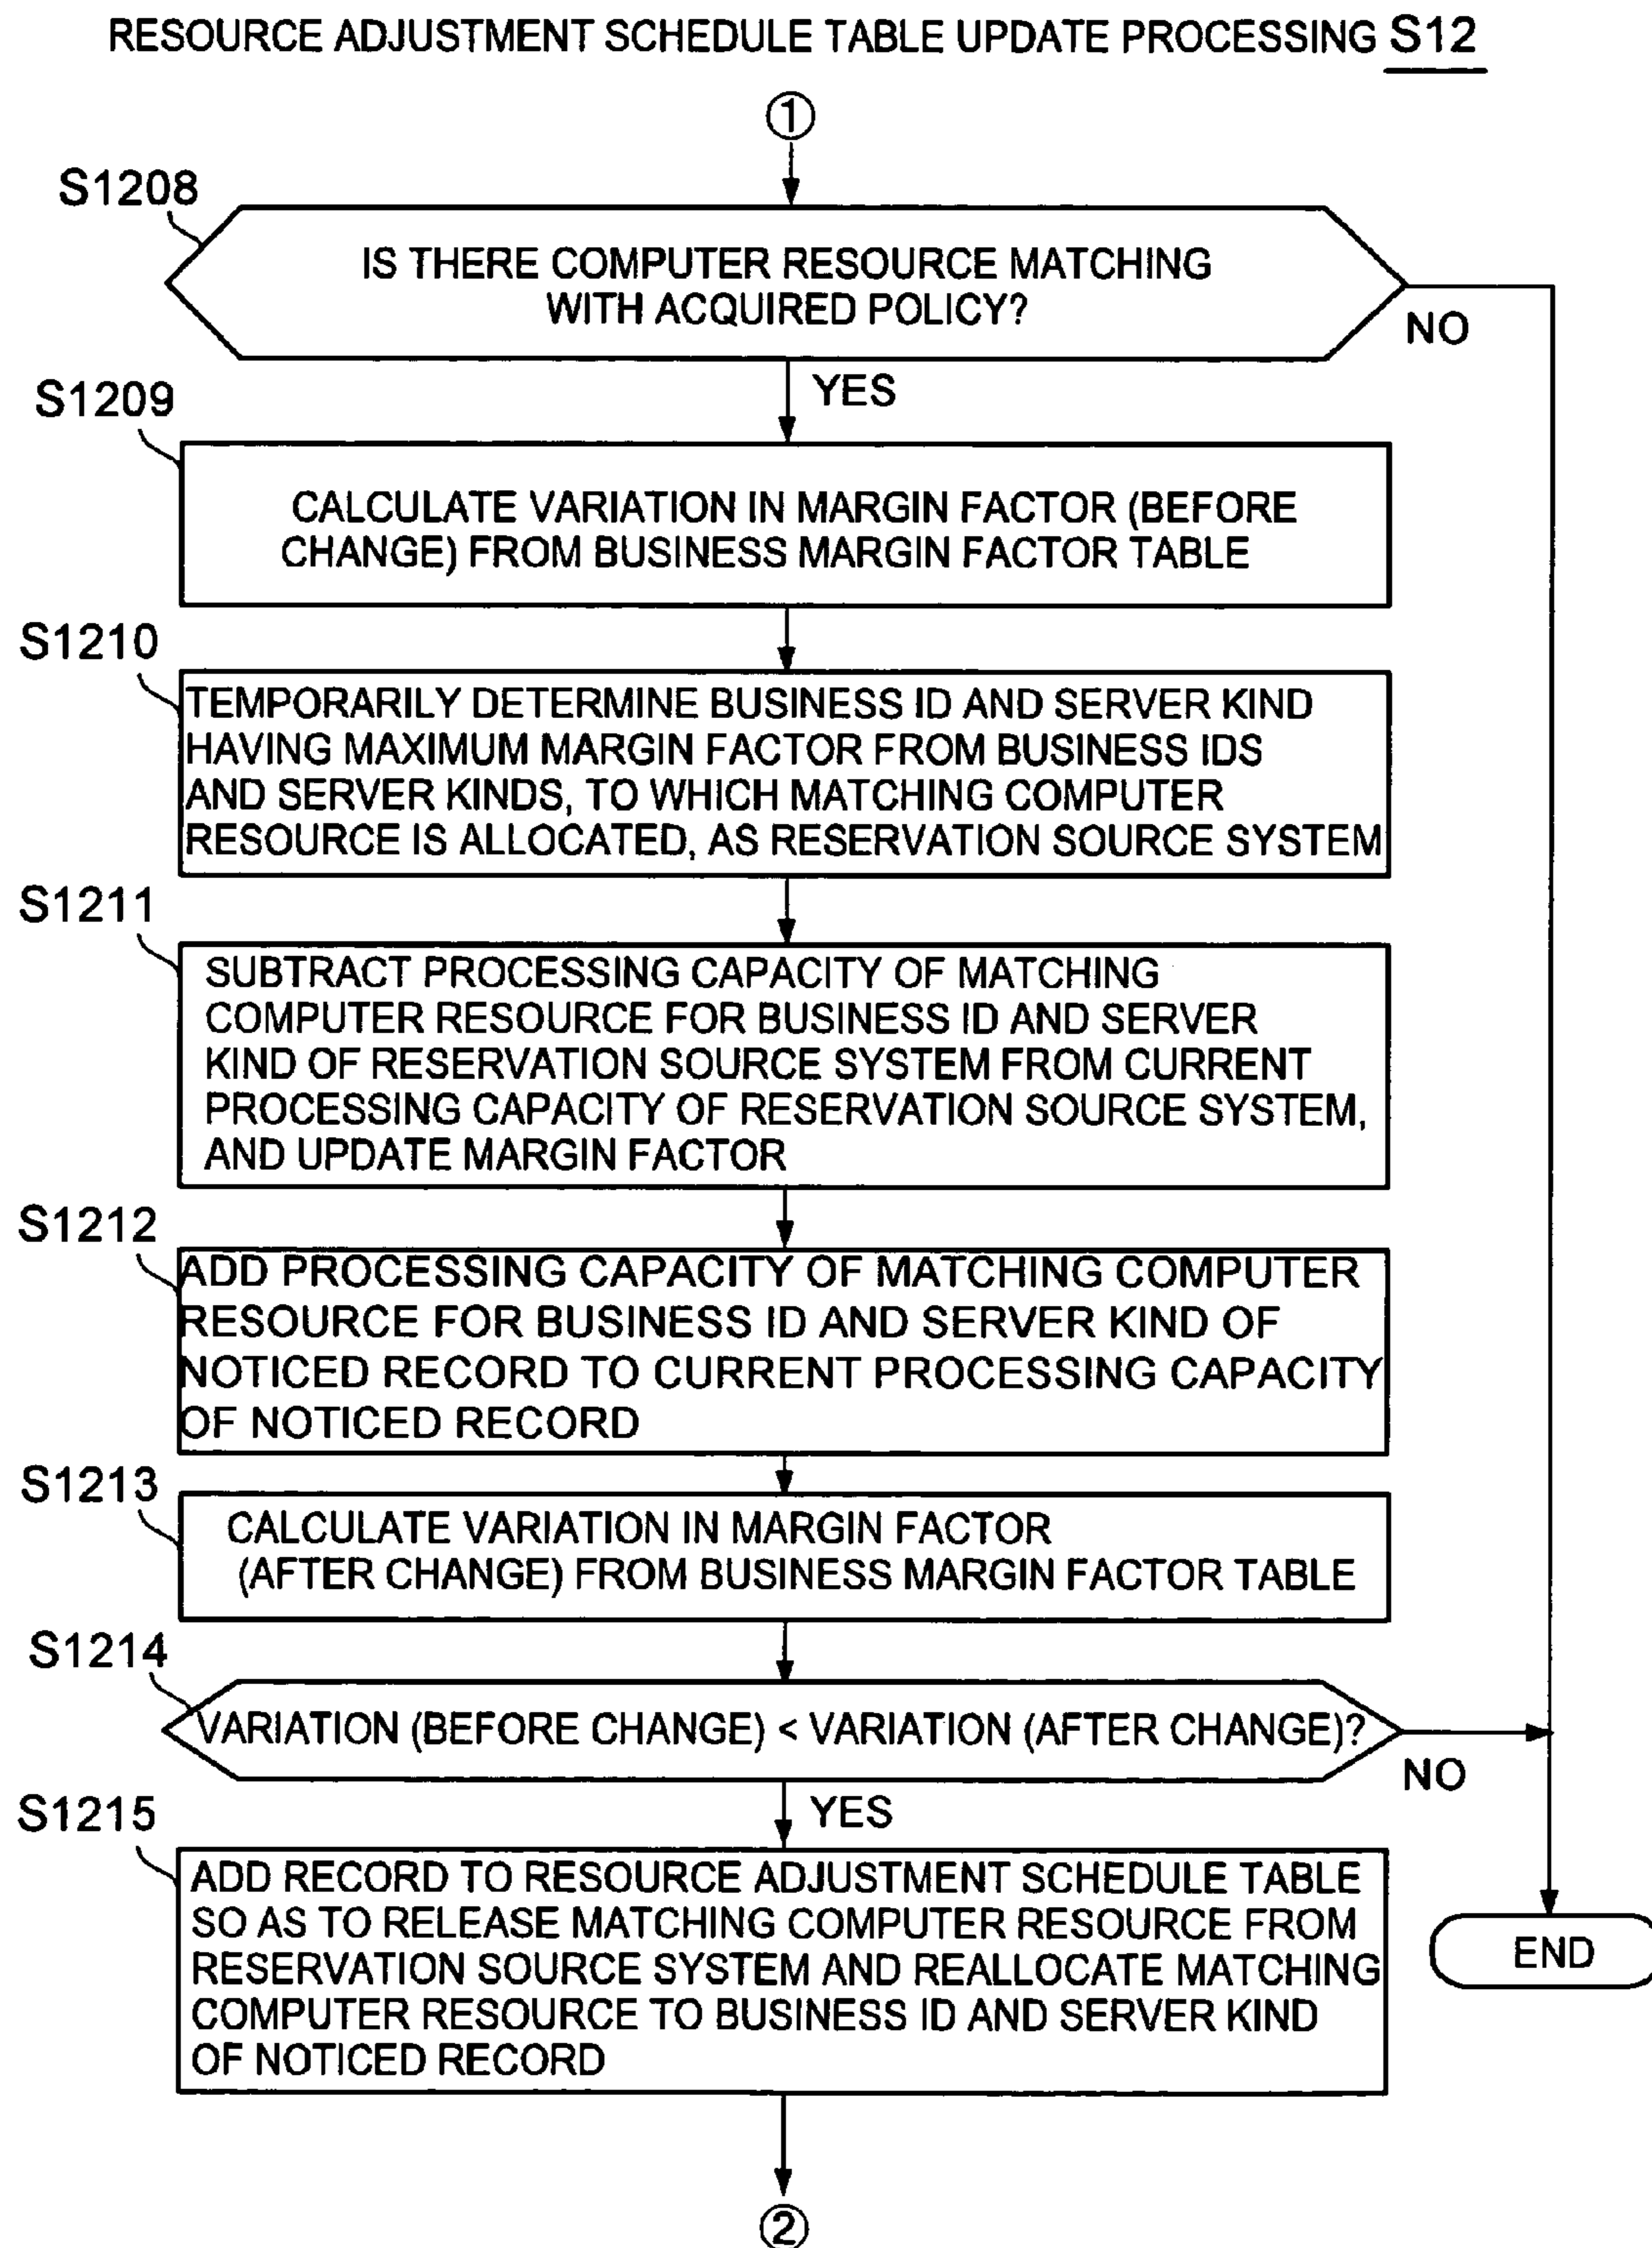 RESOURCE ADJUSTMENT SCHEDULE TABLE UPDATE PROCESSING S12
①
S1208
IS THERE COMPUTER RESOURCE MATCHING
WITH ACQUIRED POLICY?
NO
YES
S1209
CALCULATE VARIATION IN MARGIN FACTOR (BEFORE
CHANGE) FROM BUSINESS MARGIN FACTOR TABLE
S1210
TEMPORARILY DETERMINE BUSINESS ID AND SERVER KIND
HAVING MAXIMUM MARGIN FACTOR FROM BUSINESS IDS
AND SERVER KINDS, TO WHICH MATCHING COMPUTER
RESOURCE IS ALLOCATED, AS RESERVATION SOURCE SYSTEM
S1211
SUBTRACT PROCESSING CAPACITY OF MATCHING
COMPUTER RESOURCE FOR BUSINESS ID AND SERVER
KIND OF RESERVATION SOURCE SYSTEM FROM CURRENT
PROCESSING CAPACITY OF RESERVATION SOURCE SYSTEM,
AND UPDATE MARGIN FACTOR
S1212
ADD PROCESSING CAPACITY OF MATCHING COMPUTER
RESOURCE FOR BUSINESS ID AND SERVER KIND OF
NOTICED RECORD TO CURRENT PROCESSING CAPACITY
OF NOTICED RECORD
S1213
CALCULATE VARIATION IN MARGIN FACTOR
(AFTER CHANGE) FROM BUSINESS MARGIN FACTOR TABLE
S1214
VARIATION (BEFORE CHANGE) < VARIATION (AFTER CHANGE)?
NO
YES
S1215
ADD RECORD TO RESOURCE ADJUSTMENT SCHEDULE TABLE
SO AS TO RELEASE MATCHING COMPUTER RESOURCE FROM
RESERVATION SOURCE SYSTEM AND REALLOCATE MATCHING
COMPUTER RESOURCE TO BUSINESS ID AND SERVER KIND
OF NOTICED RECORD
END
②